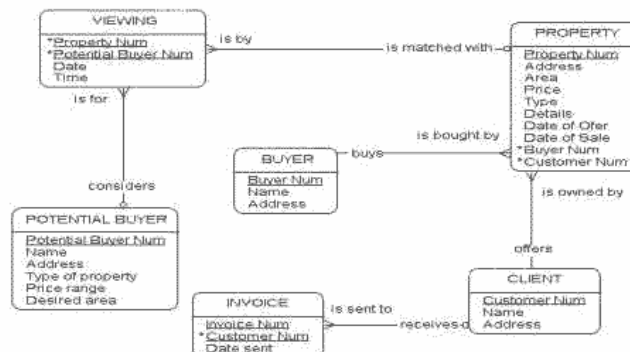 VIEWING
*Property Num
*Potential Buyer Num
Date
Time
is by
is matched with
PROPERTY
Property Num
Address
Area
Price
Type
Details
Date of Ofer
Date of Sale
*Buyer Num
*Customer Num
is for
considers
POTENTIAL BUYER
Potential Buyer Num
Name
Address
Type of property
Price range
Desired area
BUYER
Buyer Num
Name
Address
buys
is bought by
is owned by
offers
CLIENT
Customer Num
Name
Address
INVOICE
Invoice Num
*Customer Num
Date sent
is sent to
receives